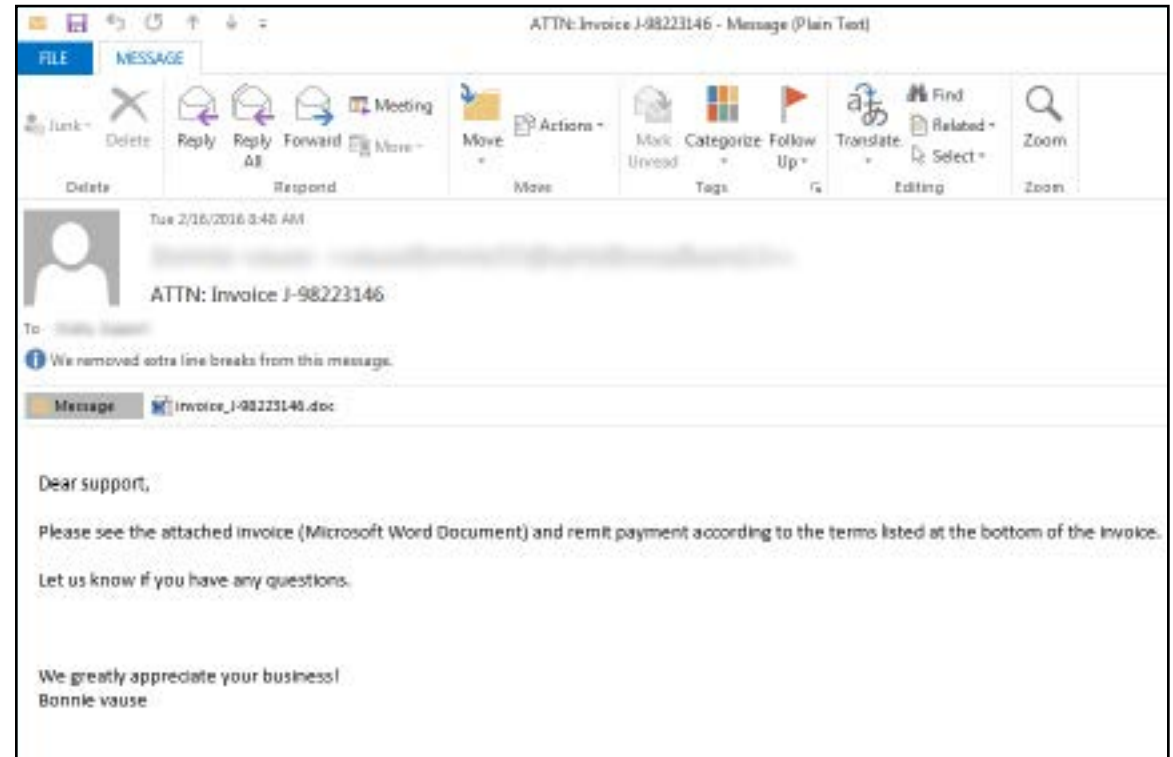 ATTN: Invoice J-98223146 - Message (Plain Text)
FILE MESSAGE
Junk Delete Reply Reply All Forward Meeting More Move Actions Mark Unread Categorize Follow Up Translate Find Related Select Zoom
Delete Respond Move Tags Editing Zoom
Tue 2/16/2016 8:48 AM
ATTN: Invoice J-98223146
To
We removed extra line breaks from this message.
Message invoice_J-98223146.doc
Dear support,
Please see the attached invoice (Microsoft Word Document) and remit payment according to the terms listed at the bottom of the invoice.
Let us know if you have any questions.
We greatly appreciate your business!
Bonnie vause